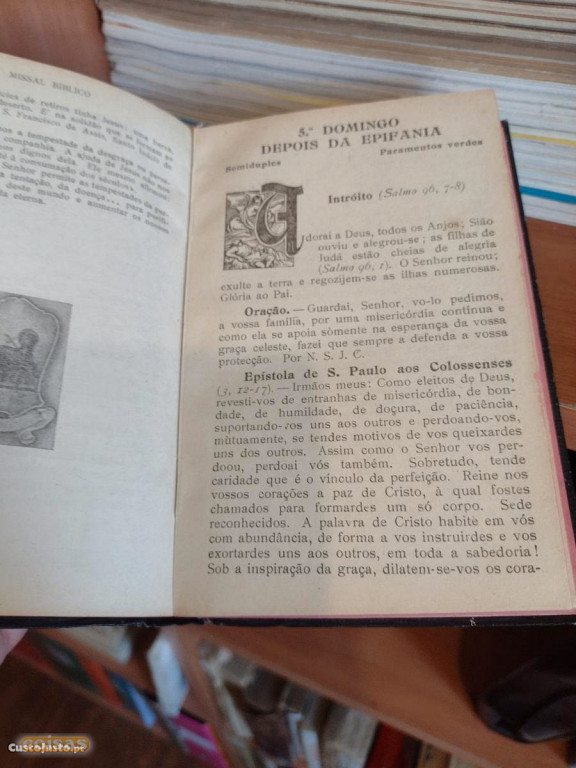 MISSAL BÍBLICO
5.º DOMINGO
DEPOIS DA EPIFANIA
Semíduplex
Paramentos verdes
Intróito (Salmo 96, 7-8)
Adorai a Deus, todos os Anjos; Sião
ouviu e alegrou-se; as filhas de
Judá estão cheias de alegria
(Salmo 96, 1). O Senhor reinou;
exulte a terra e regozijem-se as ilhas numerosas.
Glória ao Pai.
Oração. — Guardai, Senhor, vo-lo pedimos,
a vossa família, por uma misericórdia contínua e
como ela se apoia sòmente na esperança da vossa
graça celeste, fazei que sempre a defenda a vossa
protecção. Por N. S. J. C.
Epístola de S. Paulo aos Colossenses
(3, 12-17). — Irmãos meus: Como eleitos de Deus,
revesti-vos de entranhas de misericórdia, de bon-
dade, de humildade, de doçura, de paciência,
suportando-vos uns aos outros e perdoando-vos,
mùtuamente, se tendes motivos de vos queixardes
uns dos outros. Assim como o Senhor vos per-
doou, perdoai vós também. Sobretudo, tende
caridade que é o vínculo da perfeição. Reine nos
vossos corações a paz de Cristo, à qual fostes
chamados para formardes um só corpo. Sede
reconhecidos. A palavra de Cristo habite em vós
com abundância, de forma a vos instruirdes e vos
exortardes uns aos outros, em toda a sabedoria!
Sob a inspiração da graça, dilatem-se-vos os cora-
coisas
CustoJusto.pt